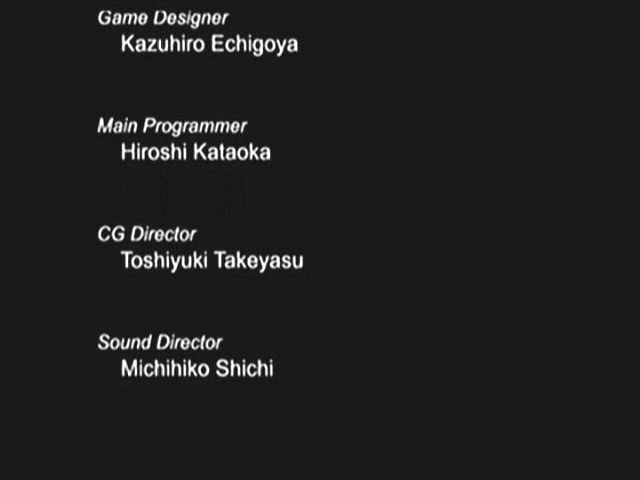 Game Designer
Kazuhiro Echigoya
Main Programmer
Hiroshi Kataoka
CG Director
Toshiyuki Takeyasu
Sound Director
Michihiko Shichi